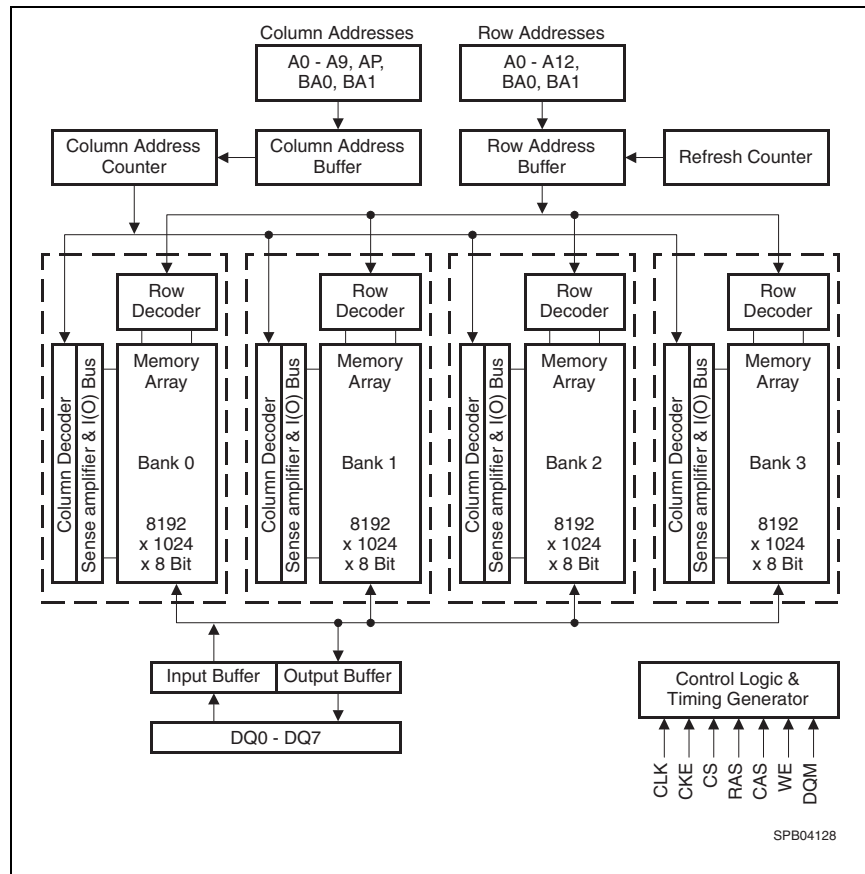 Column Addresses
A0 - A9, AP,
BA0, BA1
Row Addresses
A0 - A12,
BA0, BA1
Column Address
Counter
Column Address
Buffer
Row Address
Buffer
Refresh Counter
Row
Decoder
Column Decoder
Sense amplifier & I(O) Bus
Memory
Array
Bank 0
8192
x 1024
x 8 Bit
Row
Decoder
Column Decoder
Sense amplifier & I(O) Bus
Memory
Array
Bank 1
8192
x 1024
x 8 Bit
Row
Decoder
Column Decoder
Sense amplifier & I(O) Bus
Memory
Array
Bank 2
8192
x 1024
x 8 Bit
Row
Decoder
Column Decoder
Sense amplifier & I(O) Bus
Memory
Array
Bank 3
8192
x 1024
x 8 Bit
Input Buffer
Output Buffer
DQ0 - DQ7
Control Logic &
Timing Generator
CLK
CKE
CS
RAS
CAS
WE
DQM
SPB04128